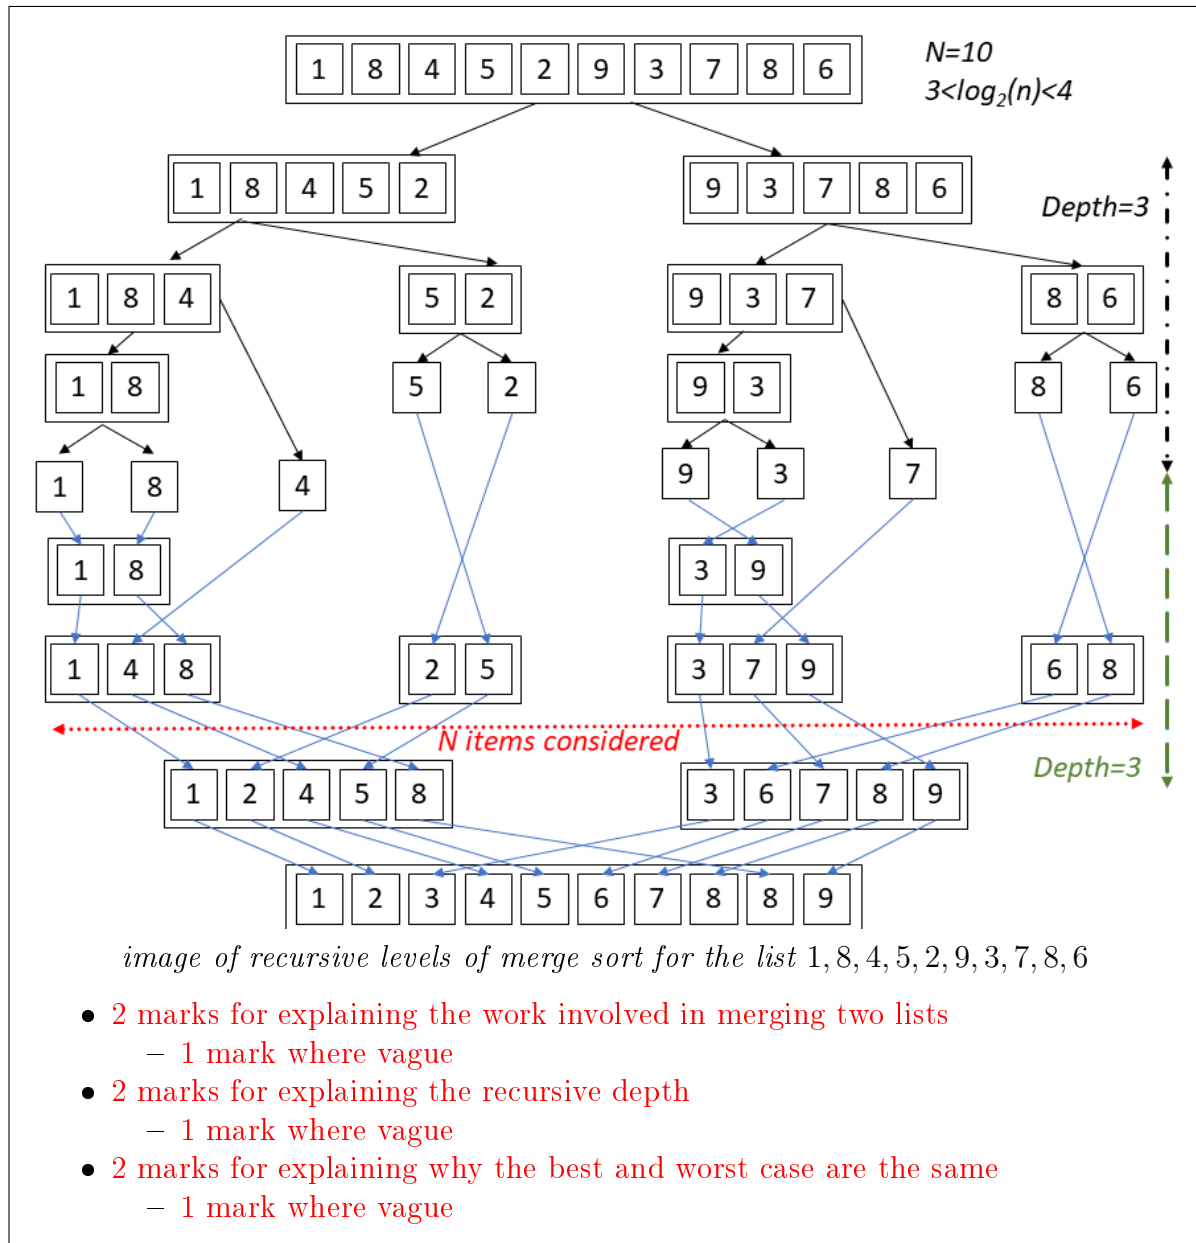 1 8 4 5 2 9 3 7 8 6
N=10
3<log₂(n)<4
1 8 4 5 2
9 3 7 8 6
Depth=3
1 8 4
5 2
9 3 7
8 6
1 8
5
2
9 3
8
6
1
8
4
9
3
7
1 8
3 9
1 4 8
2 5
3 7 9
6 8
N items considered
Depth=3
1 2 4 5 8
3 6 7 8 9
1 2 3 4 5 6 7 8 8 9
image of recursive levels of merge sort for the list 1, 8, 4, 5, 2, 9, 3, 7, 8, 6
• 2 marks for explaining the work involved in merging two lists
– 1 mark where vague
• 2 marks for explaining the recursive depth
– 1 mark where vague
• 2 marks for explaining why the best and worst case are the same
– 1 mark where vague